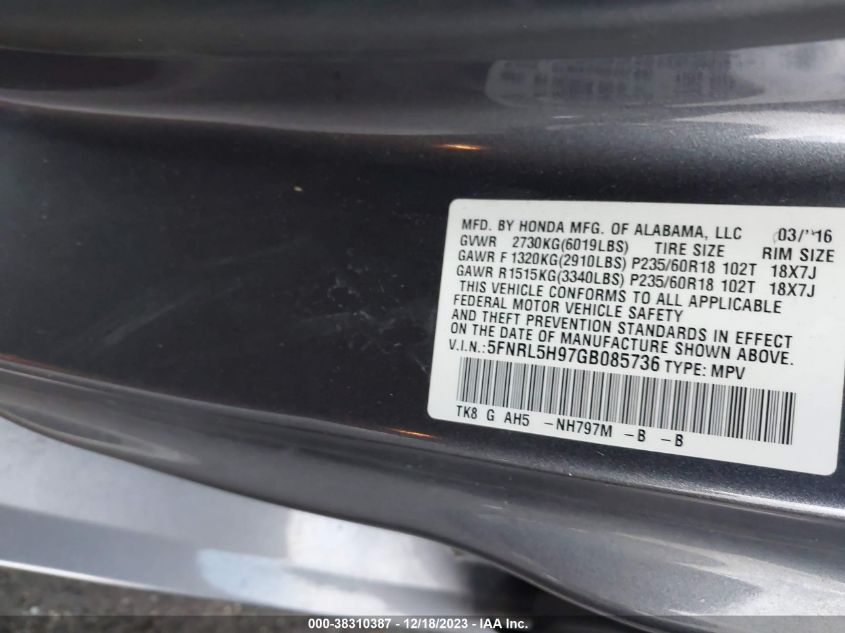 MFD. BY HONDA MFG. OF ALABAMA, LLC 03/16
GVWR 2730KG(6019LBS) TIRE SIZE RIM SIZE
GAWR F 1320KG(2910LBS) P235/60R18 102T 18X7J
GAWR R 1515KG(3340LBS) P235/60R18 102T 18X7J
THIS VEHICLE CONFORMS TO ALL APPLICABLE
FEDERAL MOTOR VEHICLE SAFETY
AND THEFT PREVENTION STANDARDS IN EFFECT
ON THE DATE OF MANUFACTURE SHOWN ABOVE.
V.I.N.: 5FNRL5H97GB085736 TYPE: MPV
TK8 G AH5 -NH797M -B -B
000-38310387 - 12/18/2023 - IAA Inc.